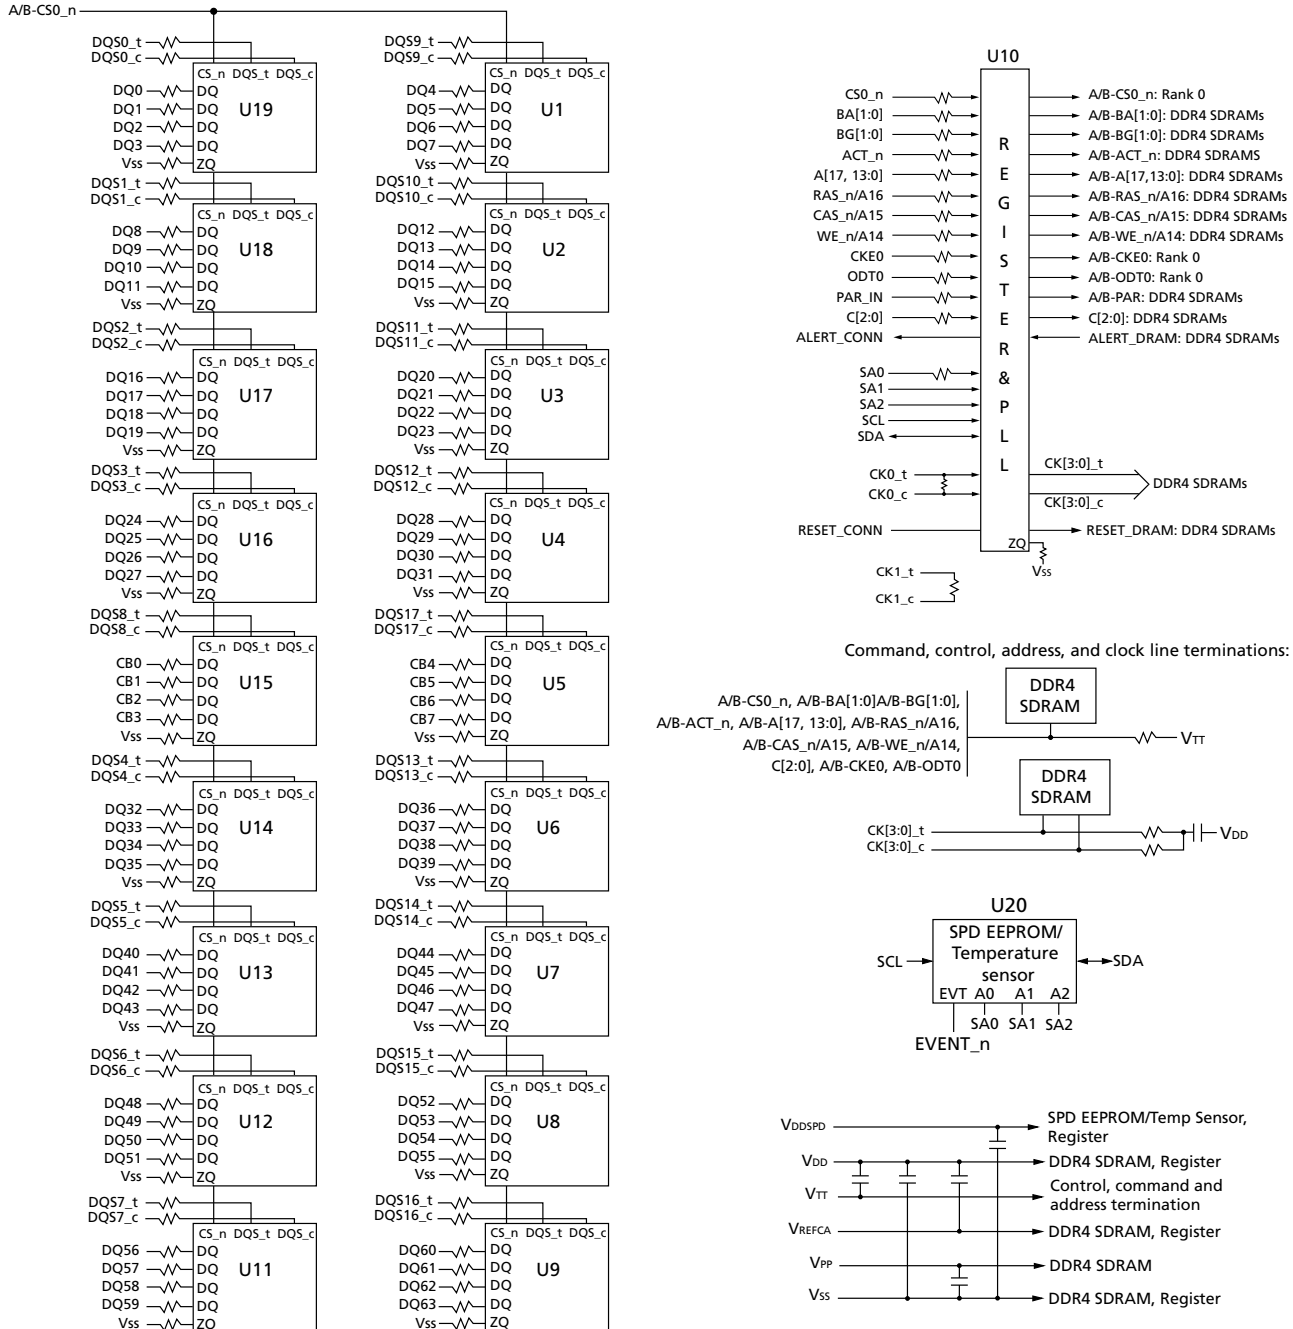 A/B-CS0_n
DQS0_t
DQS0_c
CS_n DQS_t DQS_c
DQ0 DQ
DQ1 DQ U19
DQ2 DQ
DQ3 DQ
Vss ZQ
DQS1_t
DQS1_c
CS_n DQS_t DQS_c
DQ8 DQ
DQ9 DQ U18
DQ10 DQ
DQ11 DQ
Vss ZQ
DQS2_t
DQS2_c
CS_n DQS_t DQS_c
DQ16 DQ
DQ17 DQ U17
DQ18 DQ
DQ19 DQ
Vss ZQ
DQS3_t
DQS3_c
CS_n DQS_t DQS_c
DQ24 DQ
DQ25 DQ U16
DQ26 DQ
DQ27 DQ
Vss ZQ
DQS8_t
DQS8_c
CS_n DQS_t DQS_c
CB0 DQ
CB1 DQ U15
CB2 DQ
CB3 DQ
Vss ZQ
DQS4_t
DQS4_c
CS_n DQS_t DQS_c
DQ32 DQ
DQ33 DQ U14
DQ34 DQ
DQ35 DQ
Vss ZQ
DQS5_t
DQS5_c
CS_n DQS_t DQS_c
DQ40 DQ
DQ41 DQ U13
DQ42 DQ
DQ43 DQ
Vss ZQ
DQS6_t
DQS6_c
CS_n DQS_t DQS_c
DQ48 DQ
DQ49 DQ U12
DQ50 DQ
DQ51 DQ
Vss ZQ
DQS7_t
DQS7_c
CS_n DQS_t DQS_c
DQ56 DQ
DQ57 DQ U11
DQ58 DQ
DQ59 DQ
Vss ZQ
DQS9_t
DQS9_c
CS_n DQS_t DQS_c
DQ4 DQ
DQ5 DQ U1
DQ6 DQ
DQ7 DQ
Vss ZQ
DQS10_t
DQS10_c
CS_n DQS_t DQS_c
DQ12 DQ
DQ13 DQ U2
DQ14 DQ
DQ15 DQ
Vss ZQ
DQS11_t
DQS11_c
CS_n DQS_t DQS_c
DQ20 DQ
DQ21 DQ U3
DQ22 DQ
DQ23 DQ
Vss ZQ
DQS12_t
DQS12_c
CS_n DQS_t DQS_c
DQ28 DQ
DQ29 DQ U4
DQ30 DQ
DQ31 DQ
Vss ZQ
DQS17_t
DQS17_c
CS_n DQS_t DQS_c
CB4 DQ
CB5 DQ U5
CB6 DQ
CB7 DQ
Vss ZQ
DQS13_t
DQS13_c
CS_n DQS_t DQS_c
DQ36 DQ
DQ37 DQ U6
DQ38 DQ
DQ39 DQ
Vss ZQ
DQS14_t
DQS14_c
CS_n DQS_t DQS_c
DQ44 DQ
DQ45 DQ U7
DQ46 DQ
DQ47 DQ
Vss ZQ
DQS15_t
DQS15_c
CS_n DQS_t DQS_c
DQ52 DQ
DQ53 DQ U8
DQ54 DQ
DQ55 DQ
Vss ZQ
DQS16_t
DQS16_c
CS_n DQS_t DQS_c
DQ60 DQ
DQ61 DQ U9
DQ62 DQ
DQ63 DQ
Vss ZQ
U10
REGISTER & PLL
CS0_n A/B-CS0_n: Rank 0
BA[1:0] A/B-BA[1:0]: DDR4 SDRAMs
BG[1:0] A/B-BG[1:0]: DDR4 SDRAMs
ACT_n A/B-ACT_n: DDR4 SDRAMS
A[17, 13:0] A/B-A[17,13:0]: DDR4 SDRAMs
RAS_n/A16 A/B-RAS_n/A16: DDR4 SDRAMs
CAS_n/A15 A/B-CAS_n/A15: DDR4 SDRAMs
WE_n/A14 A/B-WE_n/A14: DDR4 SDRAMs
CKE0 A/B-CKE0: Rank 0
ODT0 A/B-ODT0: Rank 0
PAR_IN A/B-PAR: DDR4 SDRAMs
C[2:0] C[2:0]: DDR4 SDRAMs
ALERT_CONN ALERT_DRAM: DDR4 SDRAMs
SA0
SA1
SA2
SCL
SDA
CK0_t CK[3:0]_t
DDR4 SDRAMs
CK0_c CK[3:0]_c
RESET_CONN RESET_DRAM: DDR4 SDRAMs
ZQ
Vss
CK1_t
CK1_c
Command, control, address, and clock line terminations:
DDR4
SDRAM
A/B-CS0_n, A/B-BA[1:0]A/B-BG[1:0],
A/B-ACT_n, A/B-A[17, 13:0], A/B-RAS_n/A16,
A/B-CAS_n/A15, A/B-WE_n/A14,
C[2:0], A/B-CKE0, A/B-ODT0
VTT
DDR4
SDRAM
CK[3:0]_t
CK[3:0]_c
VDD
U20
SPD EEPROM/
Temperature
sensor
SCL SDA
EVT A0 A1 A2
SA0 SA1 SA2
EVENT_n
VDDSPD SPD EEPROM/Temp Sensor,
Register
VDD DDR4 SDRAM, Register
VTT Control, command and
address termination
VREFCA DDR4 SDRAM, Register
VPP DDR4 SDRAM
Vss DDR4 SDRAM, Register